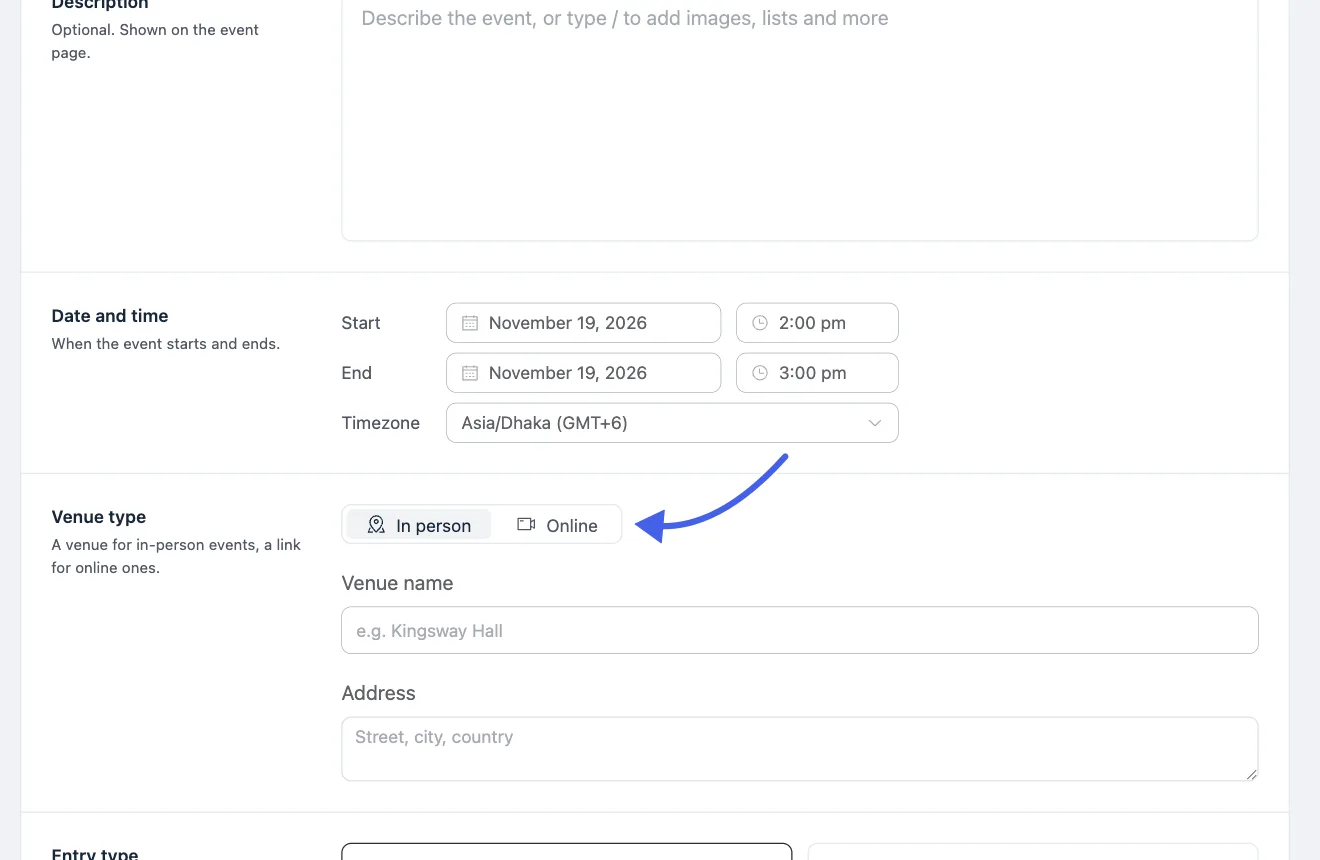 Description
Optional. Shown on the event
page.
Describe the event, or type / to add images, lists and more
Date and time
When the event starts and ends.
Start
November 19, 2026
2:00 pm
End
November 19, 2026
3:00 pm
Timezone
Asia/Dhaka (GMT+6)
Venue type
A venue for in-person events, a link
for online ones.
In person
Online
Venue name
e.g. Kingsway Hall
Address
Street, city, country
Entry type